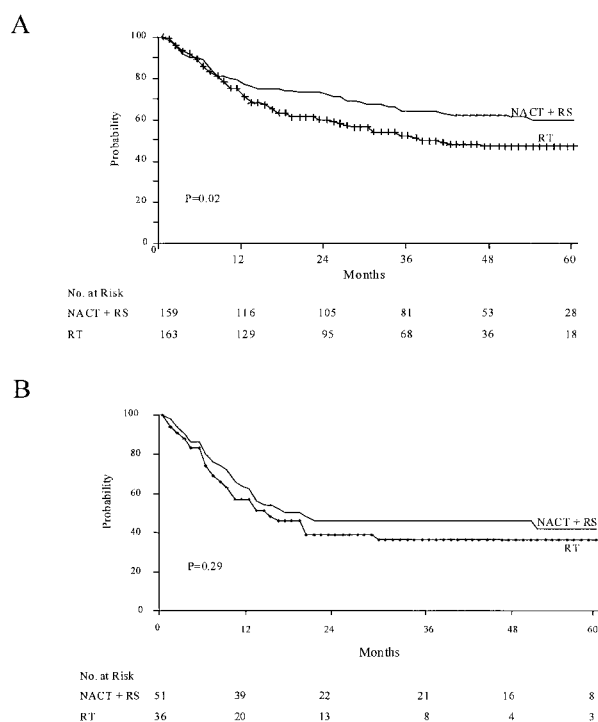 A
100
80
60
40
20
0
Probability
NACT + RS
RT
P=0.02
12 24 36 48 60
Months
No. at Risk
NACT + RS 159 116 105 81 53 28
RT 163 129 95 68 36 18
B
100
80
60
40
20
0
Probability
NACT + RS
RT
P=0.29
0 12 24 36 48 60
Months
No. at Risk
NACT + RS 51 39 22 21 16 8
RT 36 20 13 8 4 3